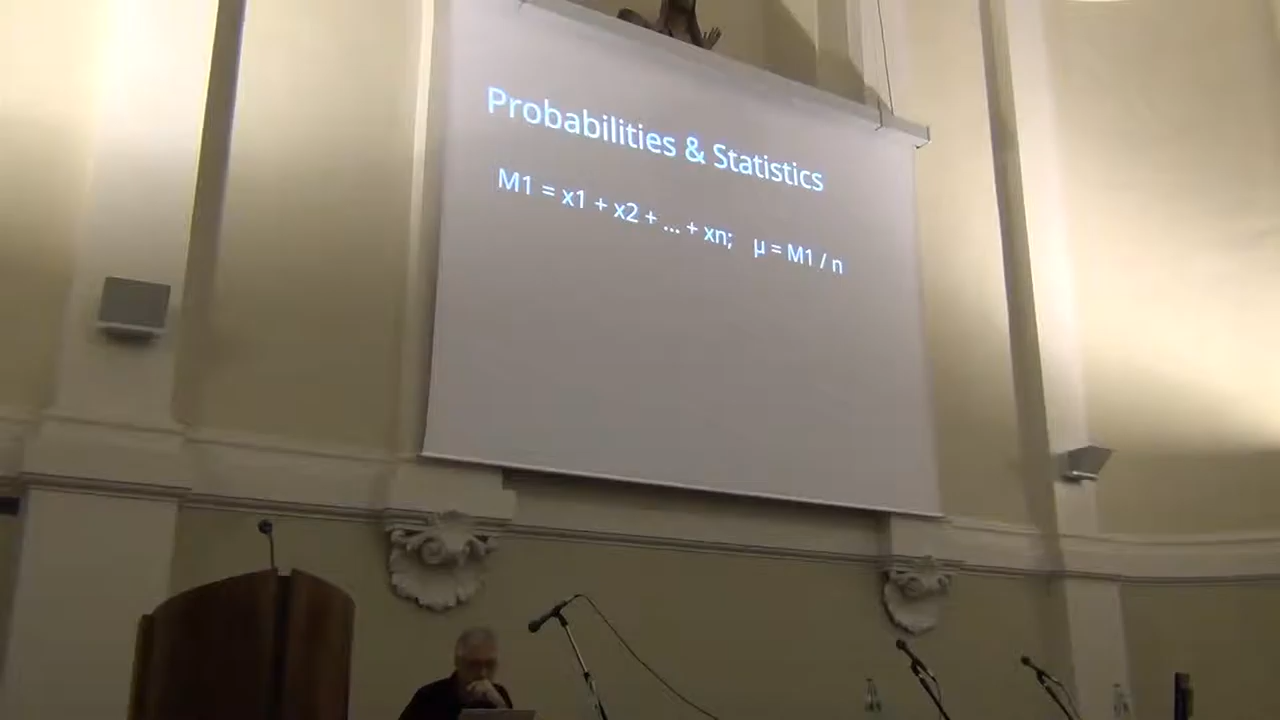 Probabilities & Statistics
M1 = x1 + x2 + ... + xn; μ = M1 / n